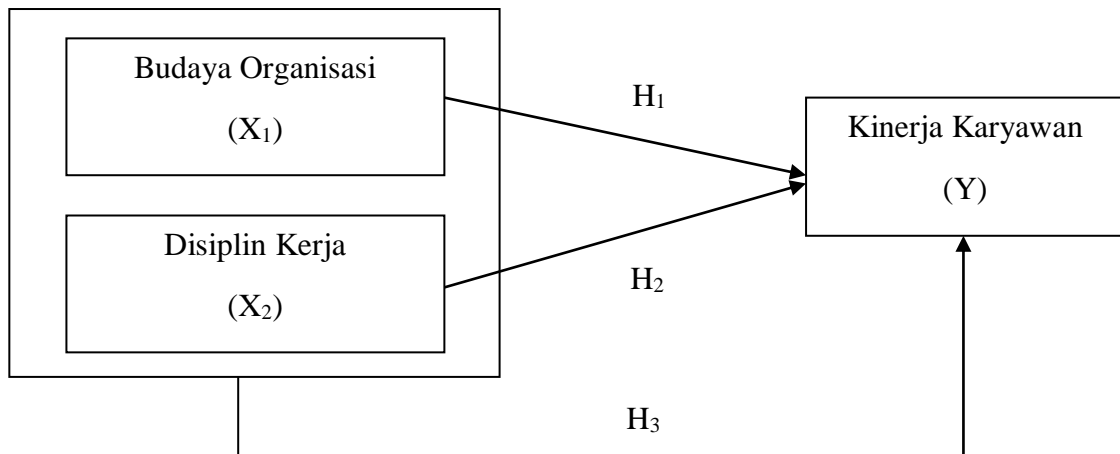 Budaya Organisasi
(X₁)
H₁
Kinerja Karyawan
(Y)
Disiplin Kerja
(X₂)
H₂
H₃